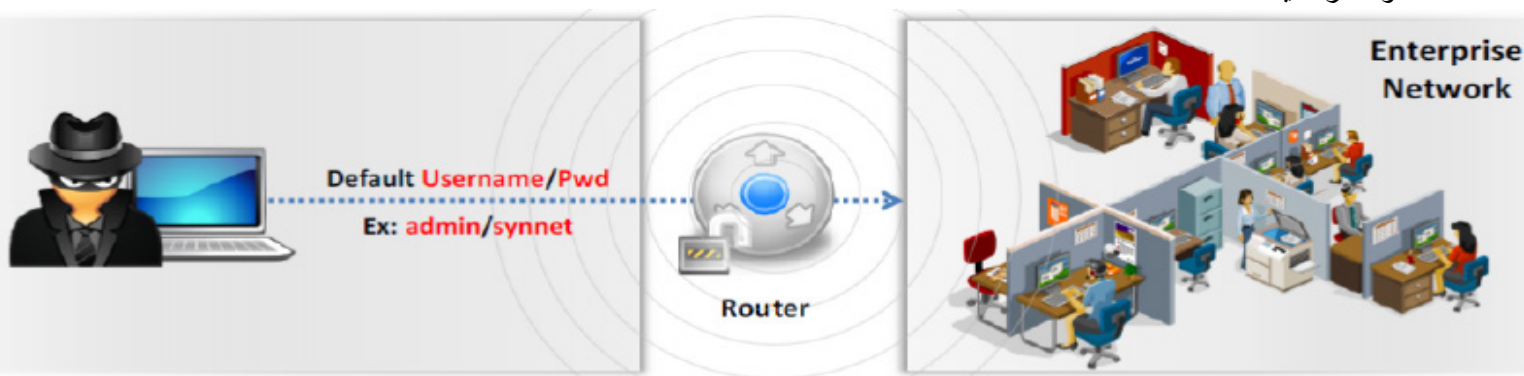 Enterprise
Network
Default Username/Pwd
Ex: admin/synnet
Router